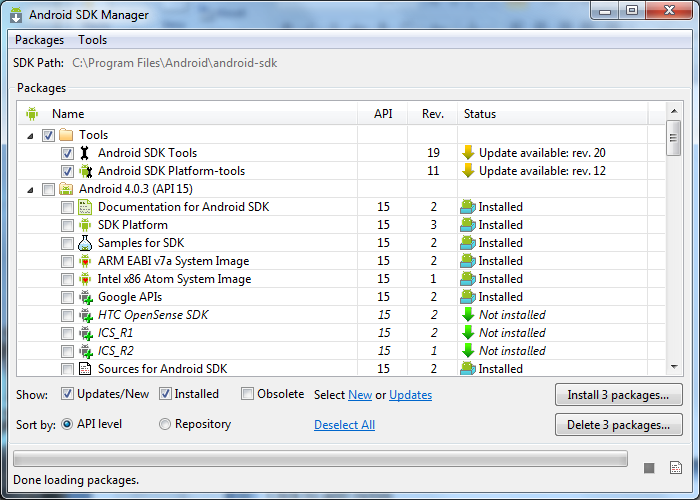 Android SDK Manager
Packages Tools
SDK Path: C:\Program Files\Android\android-sdk
Packages
Name API Rev. Status
Tools
Android SDK Tools 19 Update available: rev. 20
Android SDK Platform-tools 11 Update available: rev. 12
Android 4.0.3 (API 15)
Documentation for Android SDK 15 2 Installed
SDK Platform 15 3 Installed
Samples for SDK 15 2 Installed
ARM EABI v7a System Image 15 2 Installed
Intel x86 Atom System Image 15 1 Installed
Google APIs 15 2 Installed
HTC OpenSense SDK 15 2 Not installed
ICS_R1 15 2 Not installed
ICS_R2 15 1 Not installed
Sources for Android SDK 15 2 Installed
Show: Updates/New Installed Obsolete Select New or Updates Install 3 packages...
Sort by: API level Repository Deselect All Delete 3 packages...
Done loading packages.